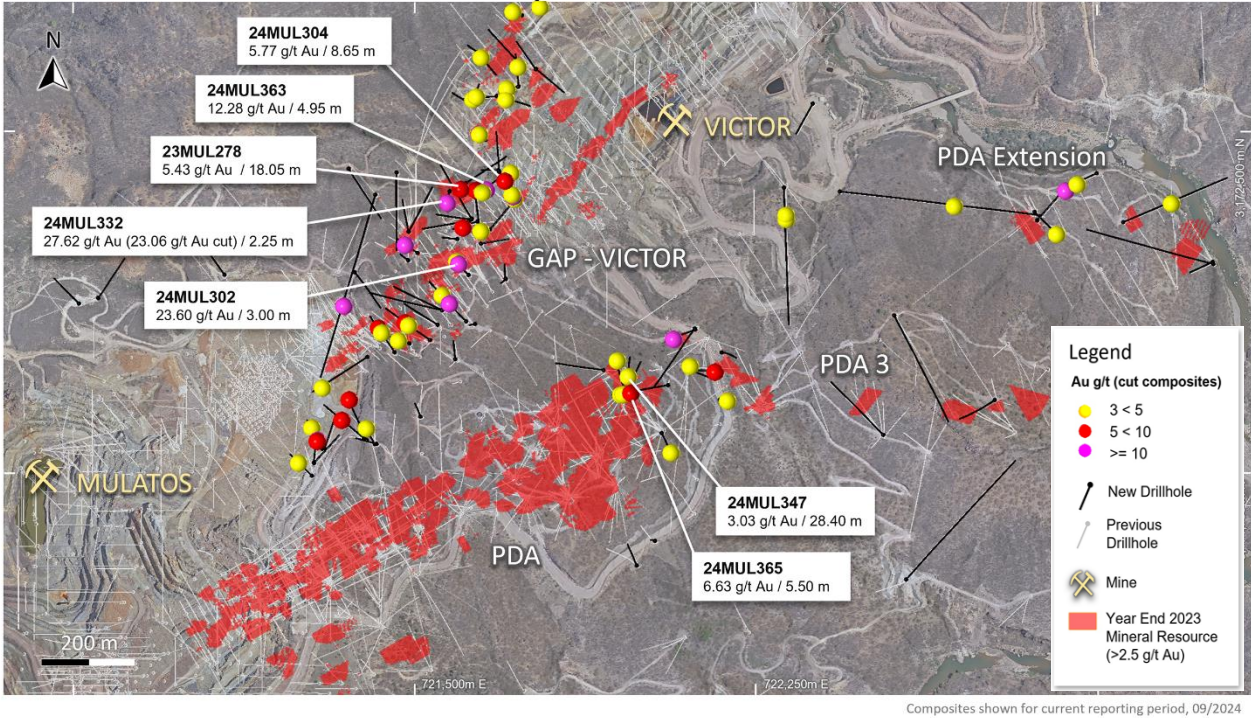 N
24MUL304
5.77 g/t Au / 8.65 m
24MUL363
12.28 g/t Au / 4.95 m
23MUL278
5.43 g/t Au / 18.05 m
24MUL332
27.62 g/t Au (23.06 g/t Au cut) / 2.25 m
24MUL302
23.60 g/t Au / 3.00 m
VICTOR
PDA Extension
3,172,500 m N
GAP - VICTOR
PDA 3
MULATOS
PDA
24MUL347
3.03 g/t Au / 28.40 m
24MUL365
6.63 g/t Au / 5.50 m
200 m
721,500m E
722,250m E
Legend
Au g/t (cut composites)
3 < 5
5 < 10
>= 10
New Drillhole
Previous
Drillhole
Mine
Year End 2023
Mineral Resource
(>2.5 g/t Au)
Composites shown for current reporting period, 09/2024